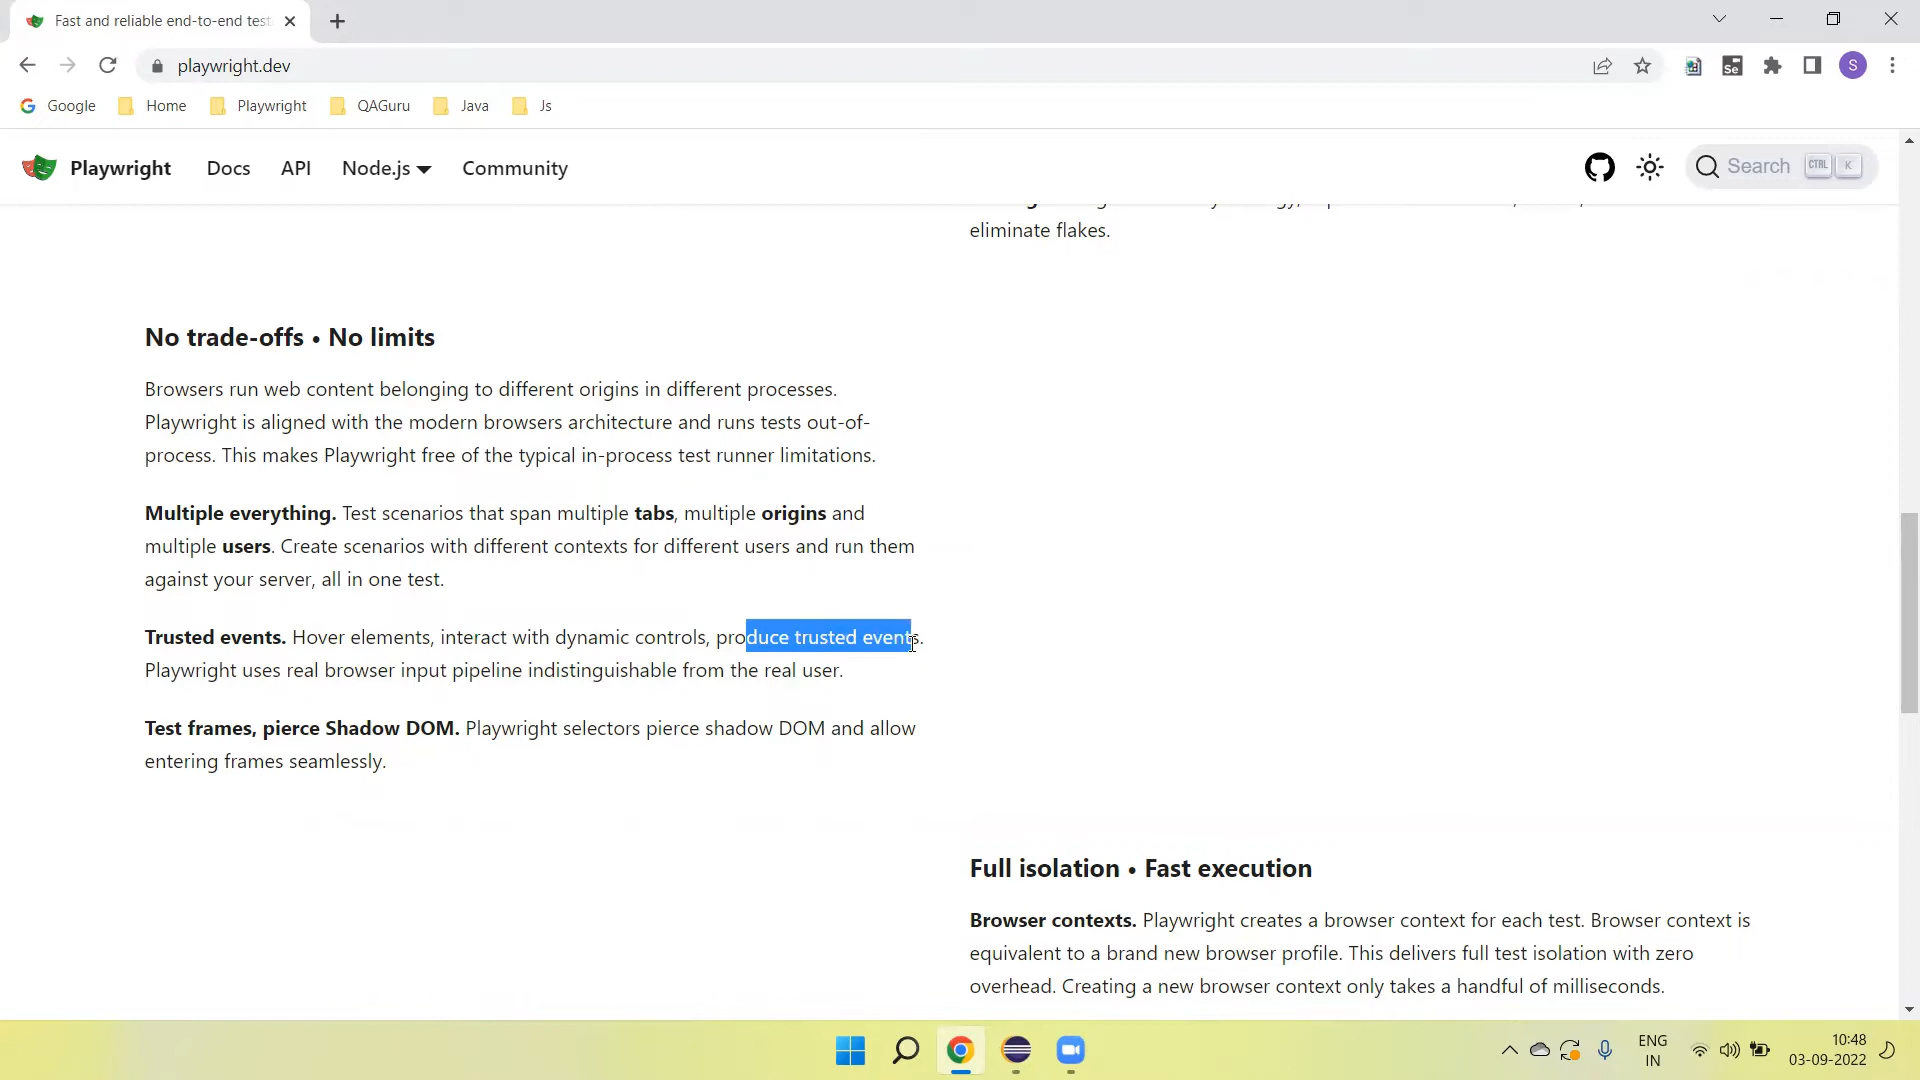 Fast and reliable end-to-end test
playwright.dev
Se
S
Google
Home
Playwright
QAGuru
Java
Js
Playwright
Docs
API
Node.js
Community
Search
CTRL
K
eliminate flakes.
No trade-offs • No limits
Browsers run web content belonging to different origins in different processes.
Playwright is aligned with the modern browsers architecture and runs tests out-of-
process. This makes Playwright free of the typical in-process test runner limitations.
Multiple everything. Test scenarios that span multiple tabs, multiple origins and
multiple users. Create scenarios with different contexts for different users and run them
against your server, all in one test.
Trusted events. Hover elements, interact with dynamic controls, produce trusted events.
Playwright uses real browser input pipeline indistinguishable from the real user.
Test frames, pierce Shadow DOM. Playwright selectors pierce shadow DOM and allow
entering frames seamlessly.
Full isolation • Fast execution
Browser contexts. Playwright creates a browser context for each test. Browser context is
equivalent to a brand new browser profile. This delivers full test isolation with zero
overhead. Creating a new browser context only takes a handful of milliseconds.
ENG
IN
10:48
03-09-2022